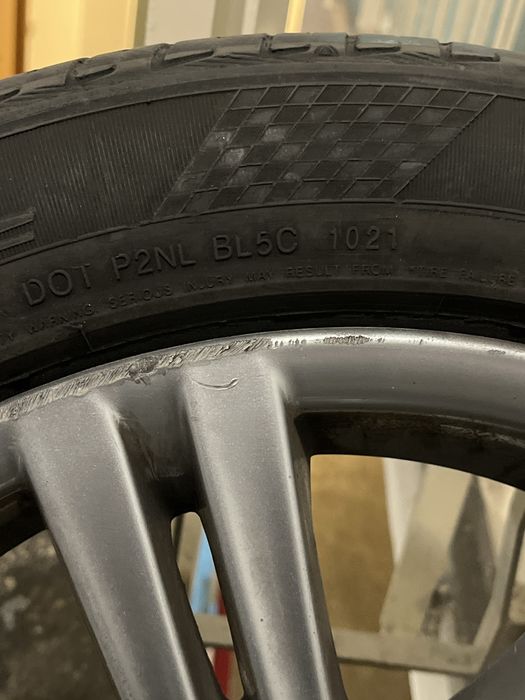 DOT P2NL BL5C 1021
WARNING SERIOUS INJURY MAY RESULT FROM TIRE FAILURE